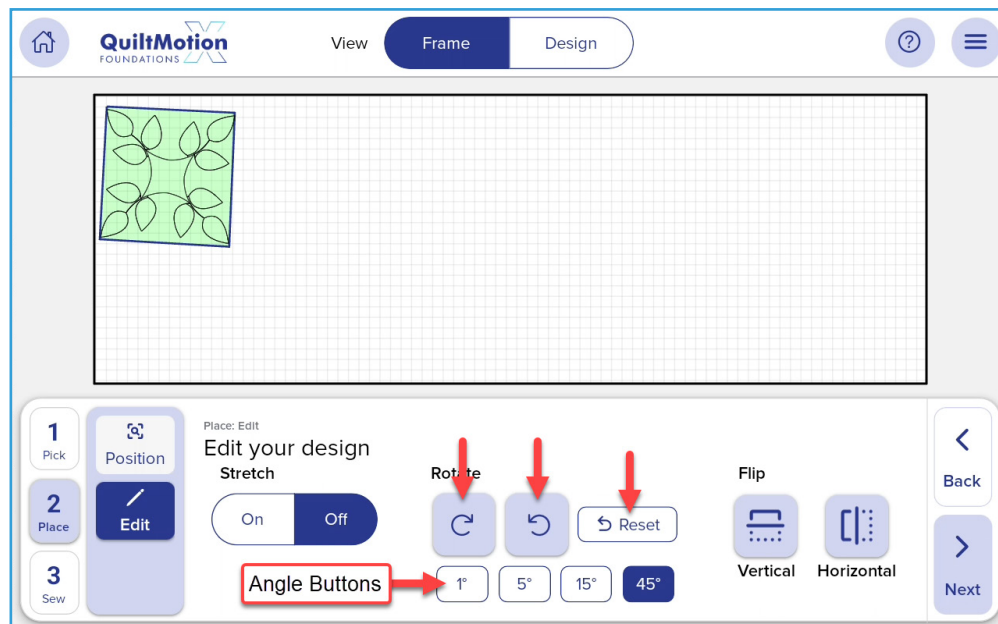 QuiltMotion
FOUNDATIONS
View Frame Design
?
1
Pick
2
Place
3
Sew
Position
Edit
Place: Edit
Edit your design
Stretch
On Off
Rotate
Reset
1° 5° 15° 45°
Angle Buttons
Flip
Vertical Horizontal
Back
Next